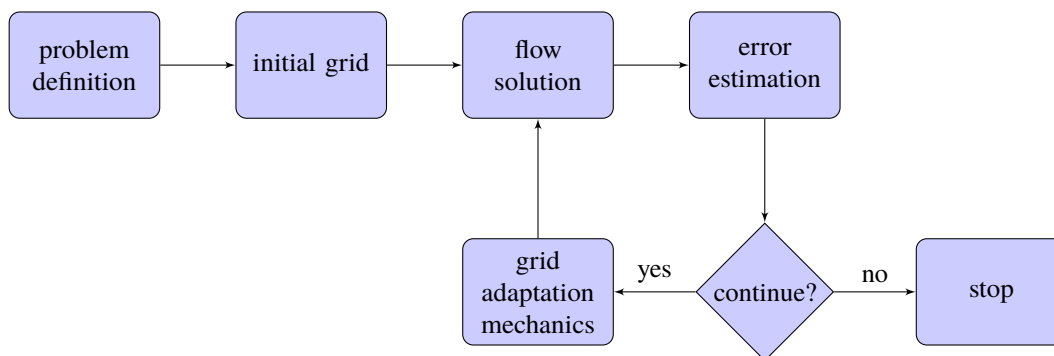 problem
definition
initial grid
flow
solution
error
estimation
grid
adaptation
mechanics
yes
continue?
no
stop